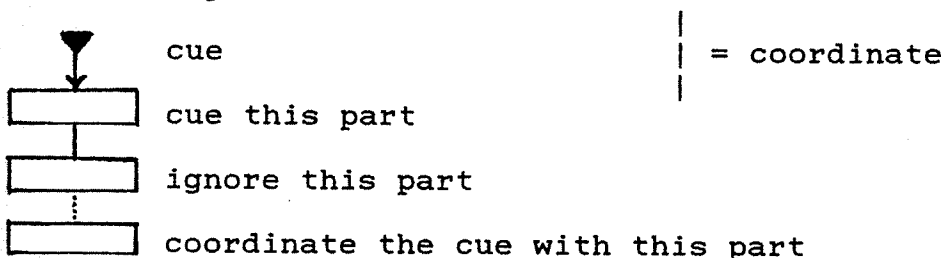 cue
= coordinate
cue this part
ignore this part
coordinate the cue with this part